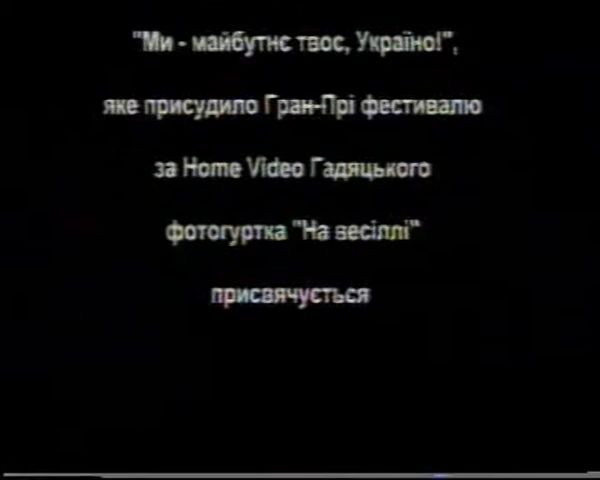 "Ми - майбутнє твоє, Україно!",
яке присудило Гран-Прі фестивалю
за Home Video Гадяцького
фотогуртка "На весіллі"
присвячується